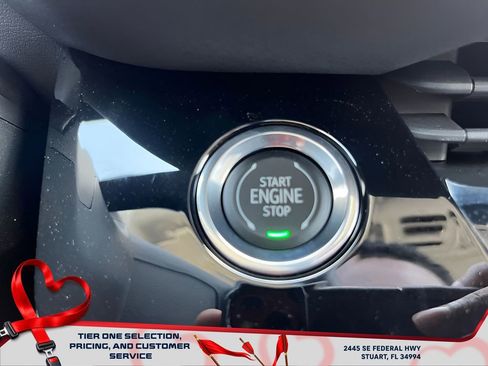 START
ENGINE
STOP
TIER ONE SELECTION,
PRICING, AND CUSTOMER
SERVICE
2445 SE FEDERAL HWY
STUART, FL 34994